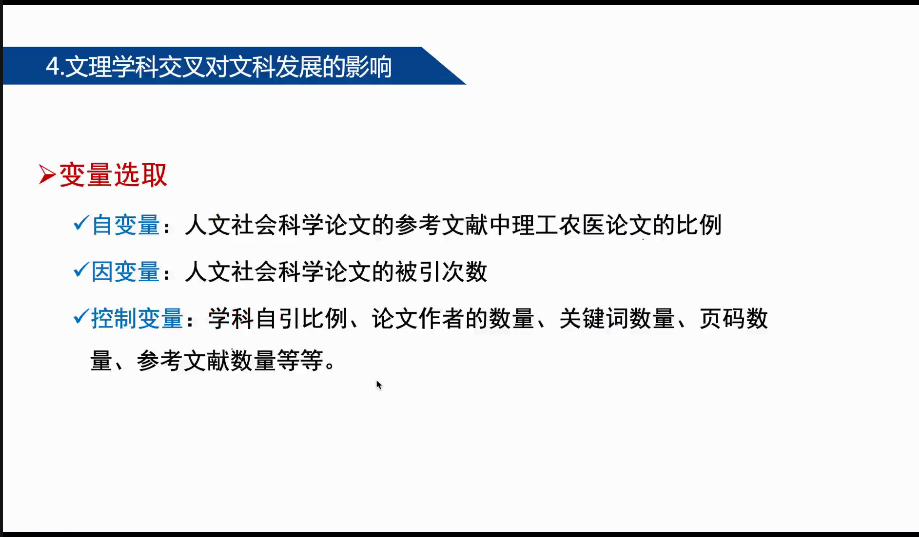 4.文理学科交叉对文科发展的影响
变量选取
自变量：人文社会科学论文的参考文献中理工农医论文的比例
因变量：人文社会科学论文的被引次数
控制变量：学科自引比例、论文作者的数量、关键词数量、页码数
量、参考文献数量等等。